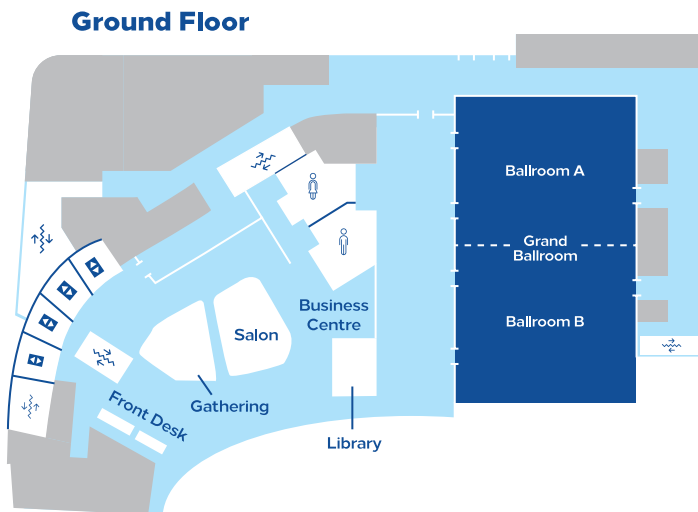 Ground Floor
Ballroom A
Grand
Ballroom
Ballroom B
Business
Centre
Salon
Gathering
Front Desk
Library